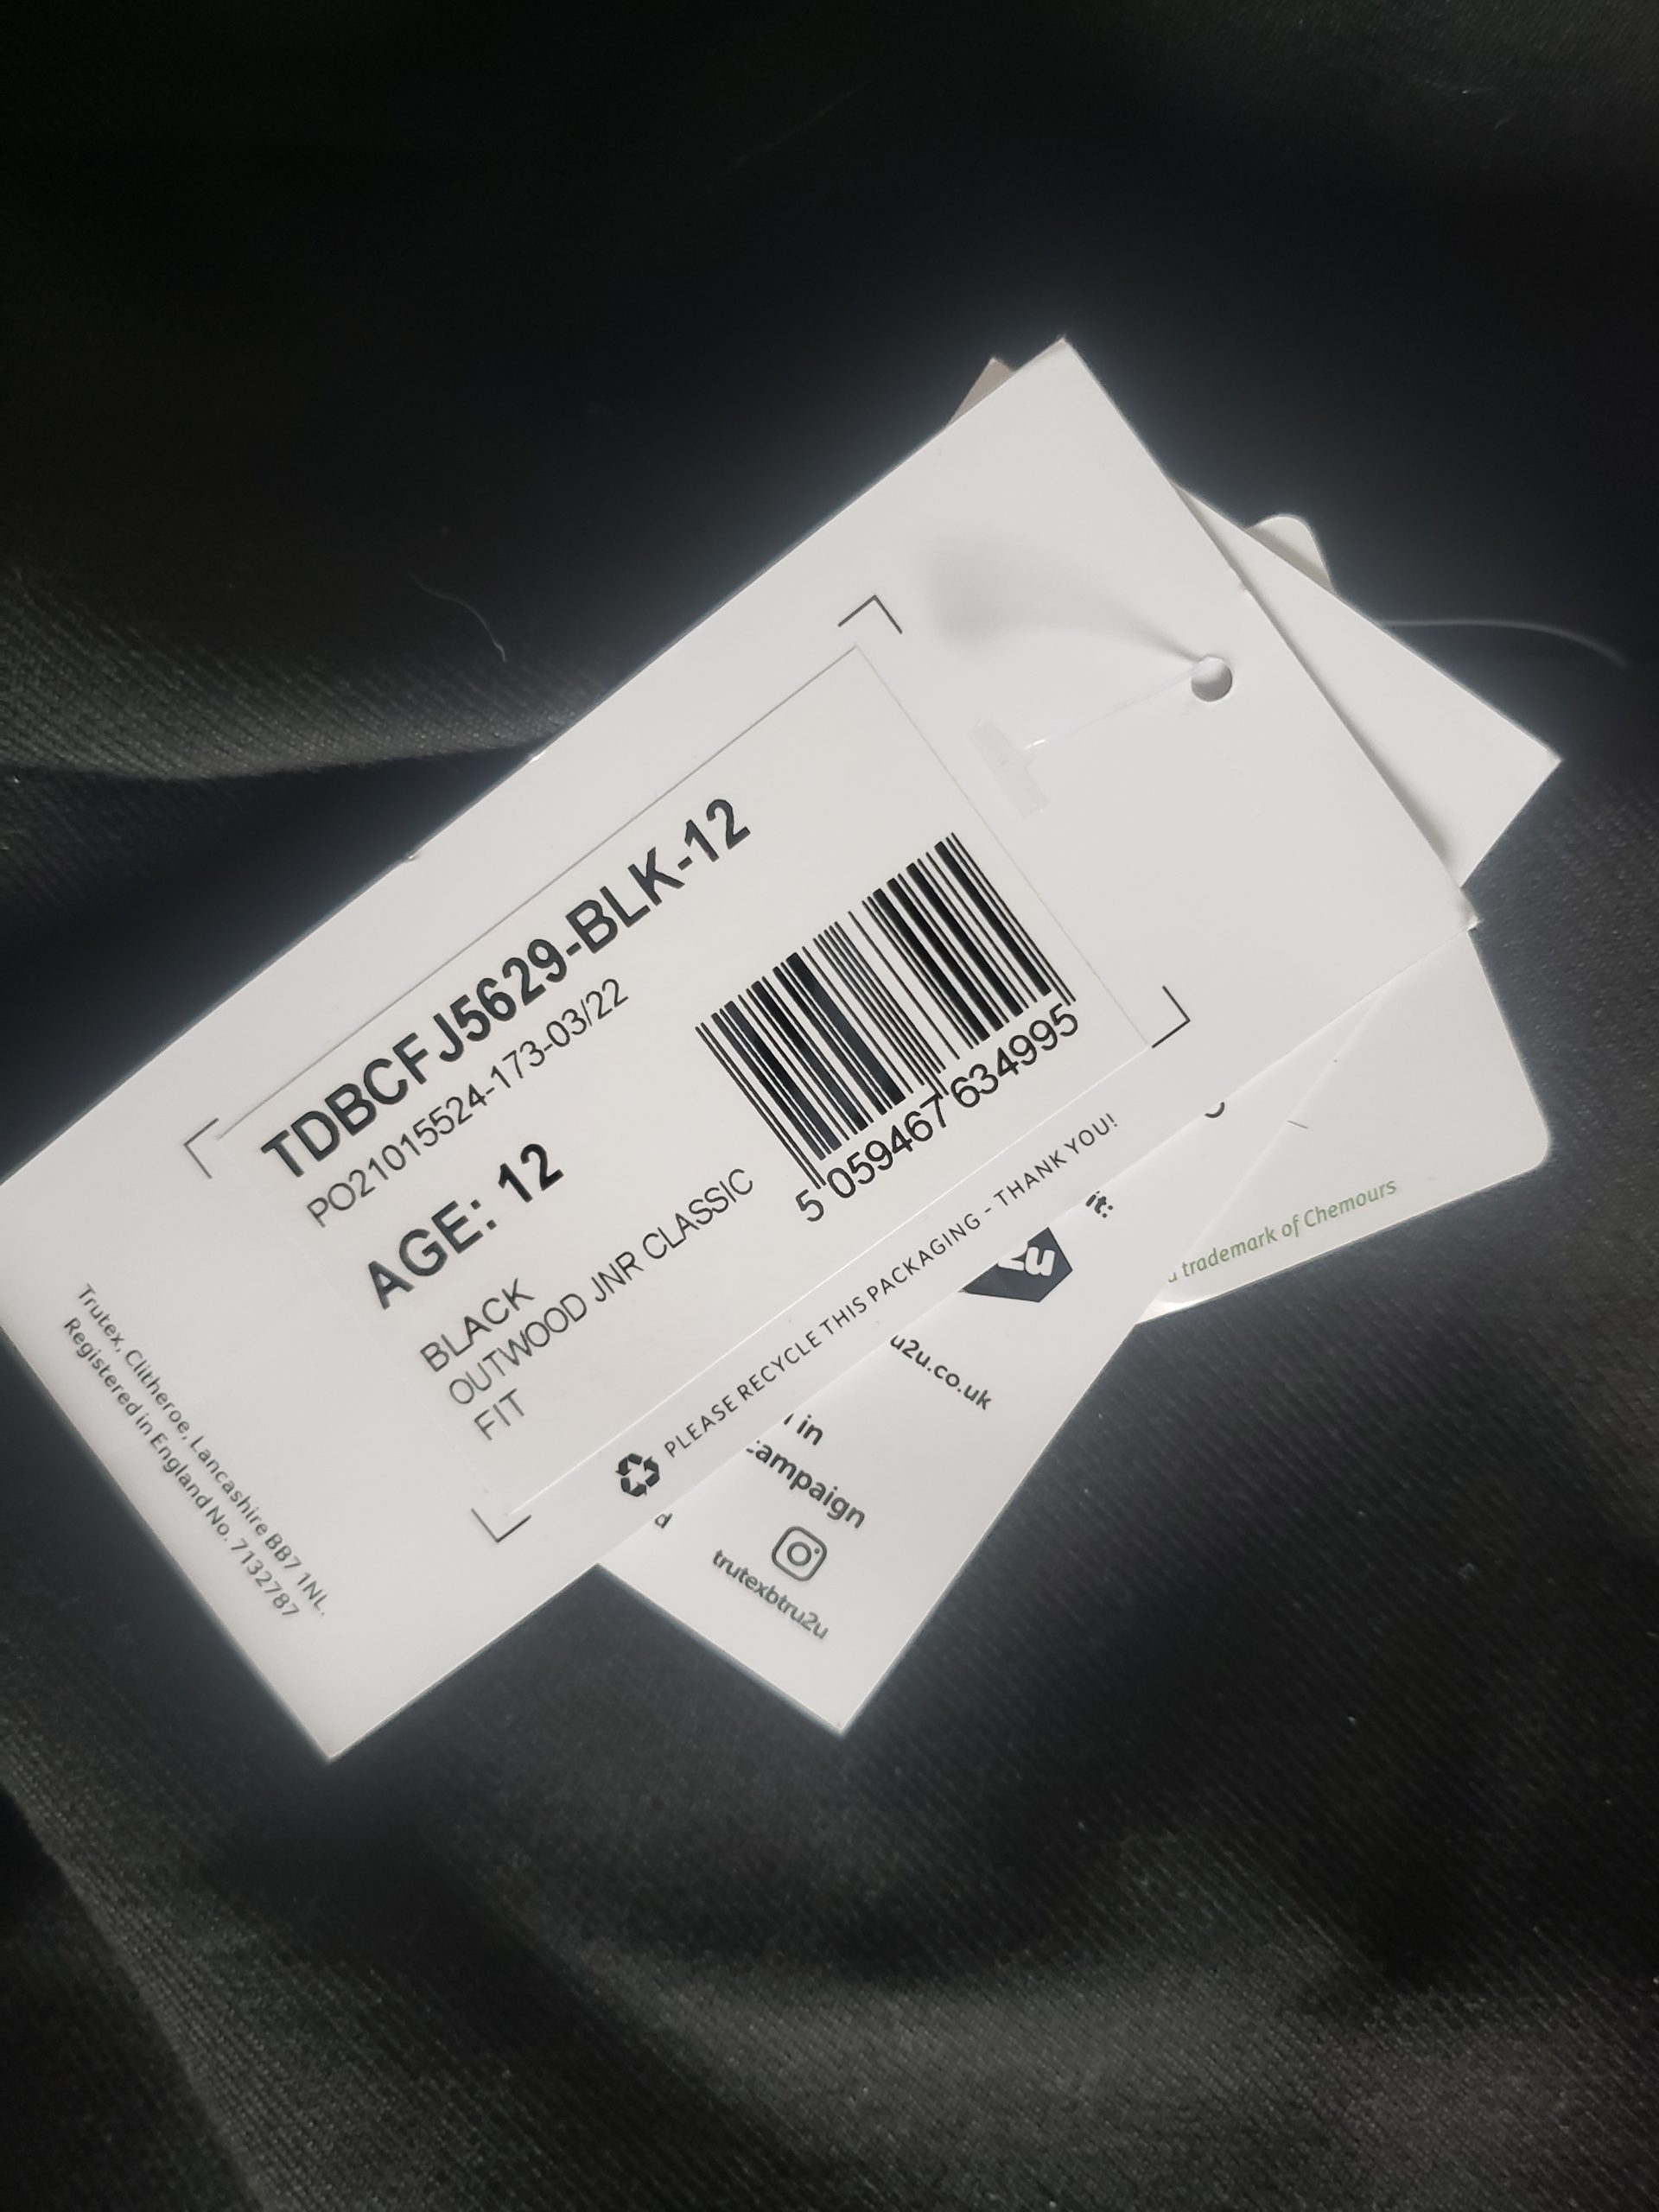 TDBCFJ5629-BLK-12
PO21015524-173-03/22
AGE: 12
BLACK
OUTWOOD JNR CLASSIC
FIT
5 059467 634995
PLEASE RECYCLE THIS PACKAGING - THANK YOU!
Trutex, Clitheroe, Lancashire BB7 1NL.
Registered in England No. 7132787
u2u.co.uk
in
campaign
trutexbtru2u
trademark of Chemours